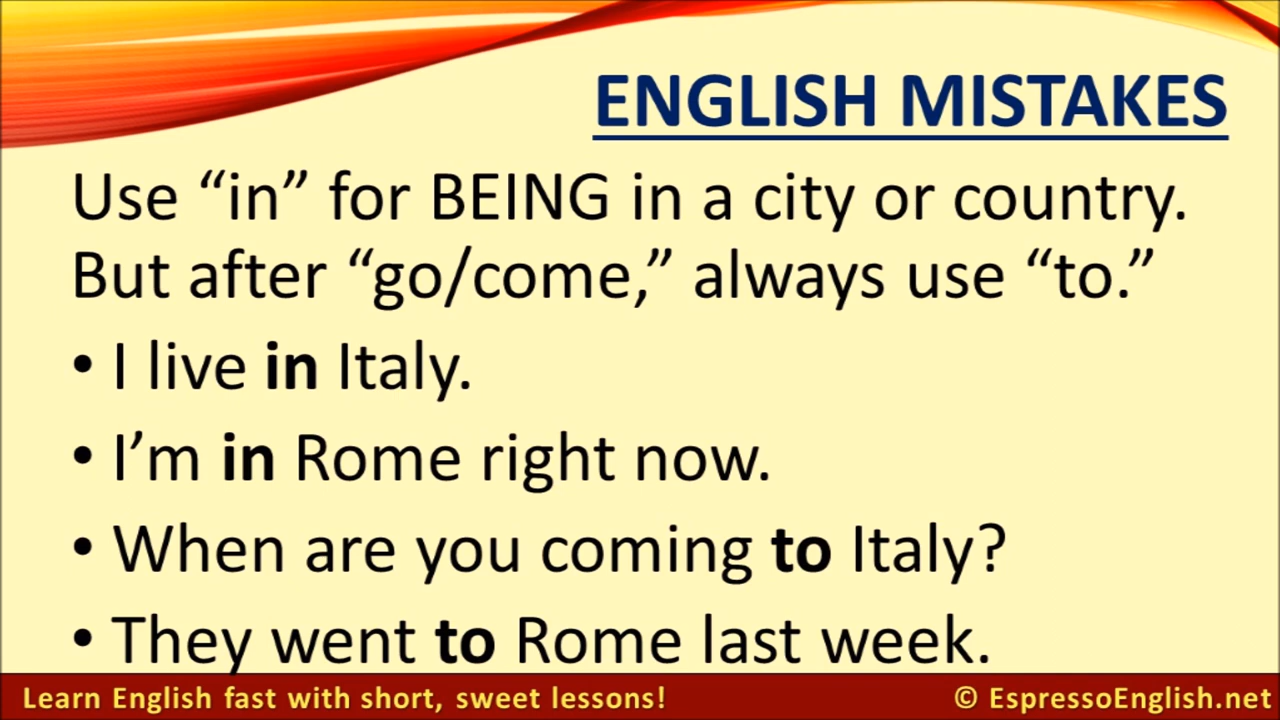 ENGLISH MISTAKES
Use “in” for BEING in a city or country.
But after “go/come,” always use “to.”
• I live in Italy.
• I’m in Rome right now.
• When are you coming to Italy?
• They went to Rome last week.
Learn English fast with short, sweet lessons!
© EspressoEnglish.net